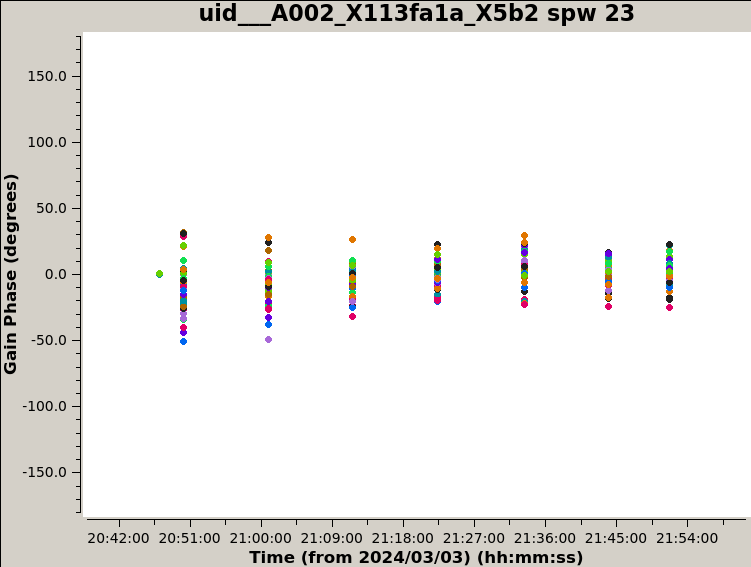 uid___A002_X113fa1a_X5b2 spw 23
Gain Phase (degrees)
150.0
100.0
50.0
0.0
-50.0
-100.0
-150.0
20:42:00 20:51:00 21:00:00 21:09:00 21:18:00 21:27:00 21:36:00 21:45:00 21:54:00
Time (from 2024/03/03) (hh:mm:ss)